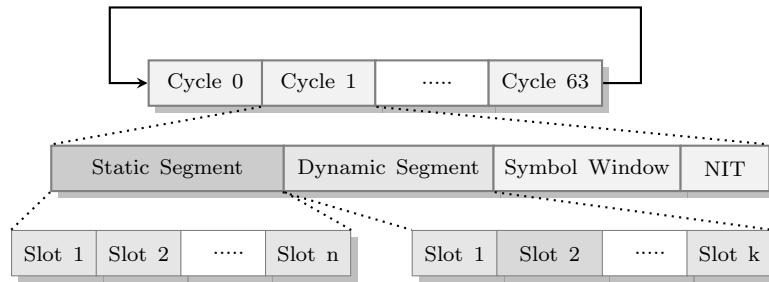 Cycle 0 Cycle 1 ..... Cycle 63
Static Segment Dynamic Segment Symbol Window NIT
Slot 1 Slot 2 ..... Slot n Slot 1 Slot 2 ..... Slot k